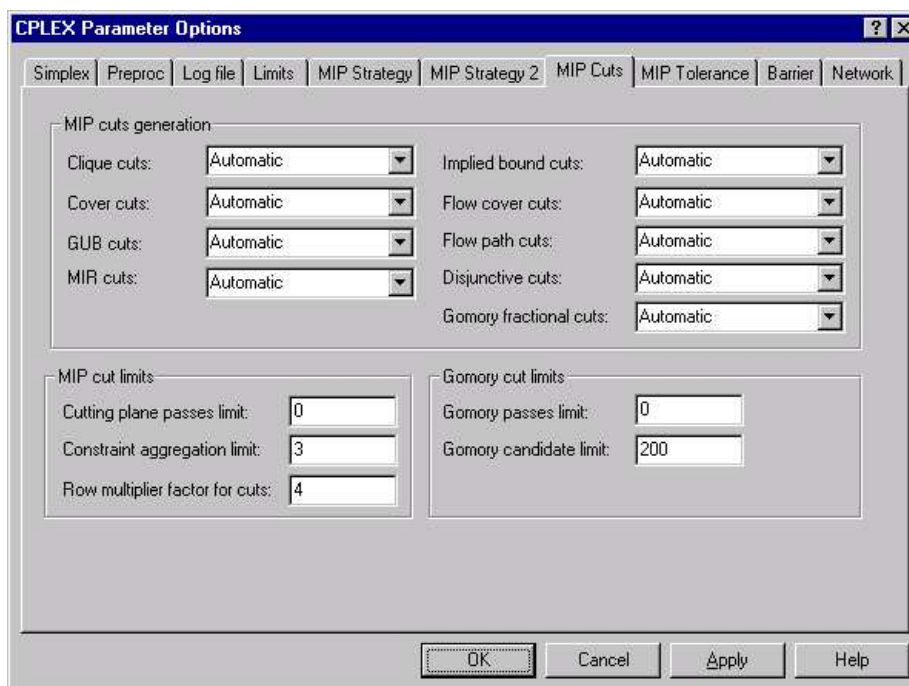 CPLEX Parameter Options
Simplex Preproc Log file Limits MIP Strategy MIP Strategy 2 MIP Cuts MIP Tolerance Barrier Network
MIP cuts generation
Clique cuts: Automatic
Implied bound cuts: Automatic
Cover cuts: Automatic
Flow cover cuts: Automatic
GUB cuts: Automatic
Flow path cuts: Automatic
MIR cuts: Automatic
Disjunctive cuts: Automatic
Gomory fractional cuts: Automatic
MIP cut limits
Cutting plane passes limit: 0
Constraint aggregation limit: 3
Row multiplier factor for cuts: 4
Gomory cut limits
Gomory passes limit: 0
Gomory candidate limit: 200
OK Cancel Apply Help